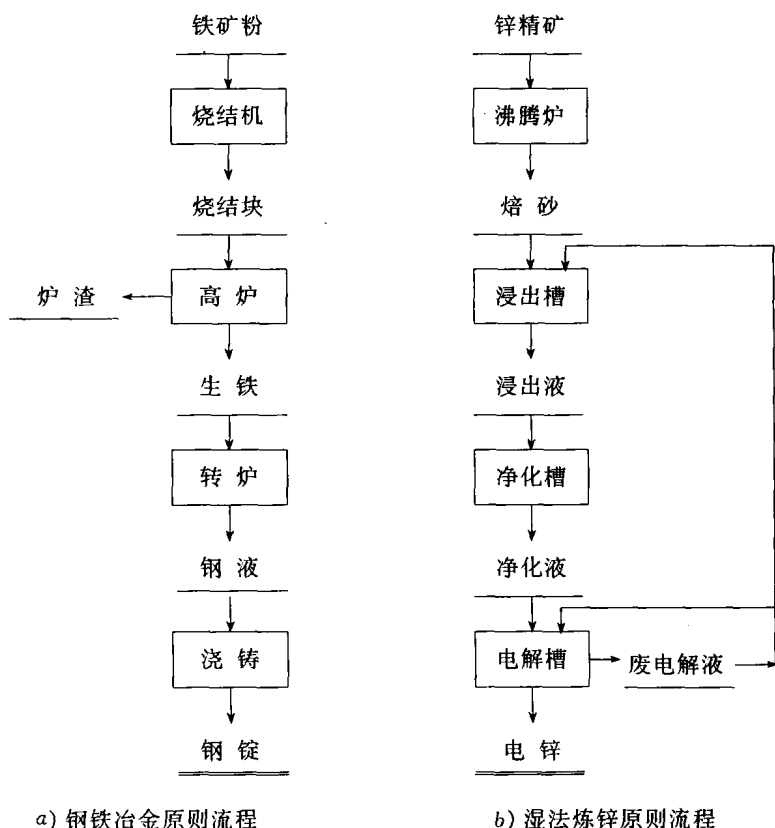 铁矿粉
烧结机
烧结块
高炉
炉渣
生铁
转炉
钢液
浇铸
钢锭
a) 钢铁冶金原则流程
锌精矿
沸腾炉
焙砂
浸出槽
浸出液
净化槽
净化液
电解槽
废电解液
电锌
b) 湿法炼锌原则流程